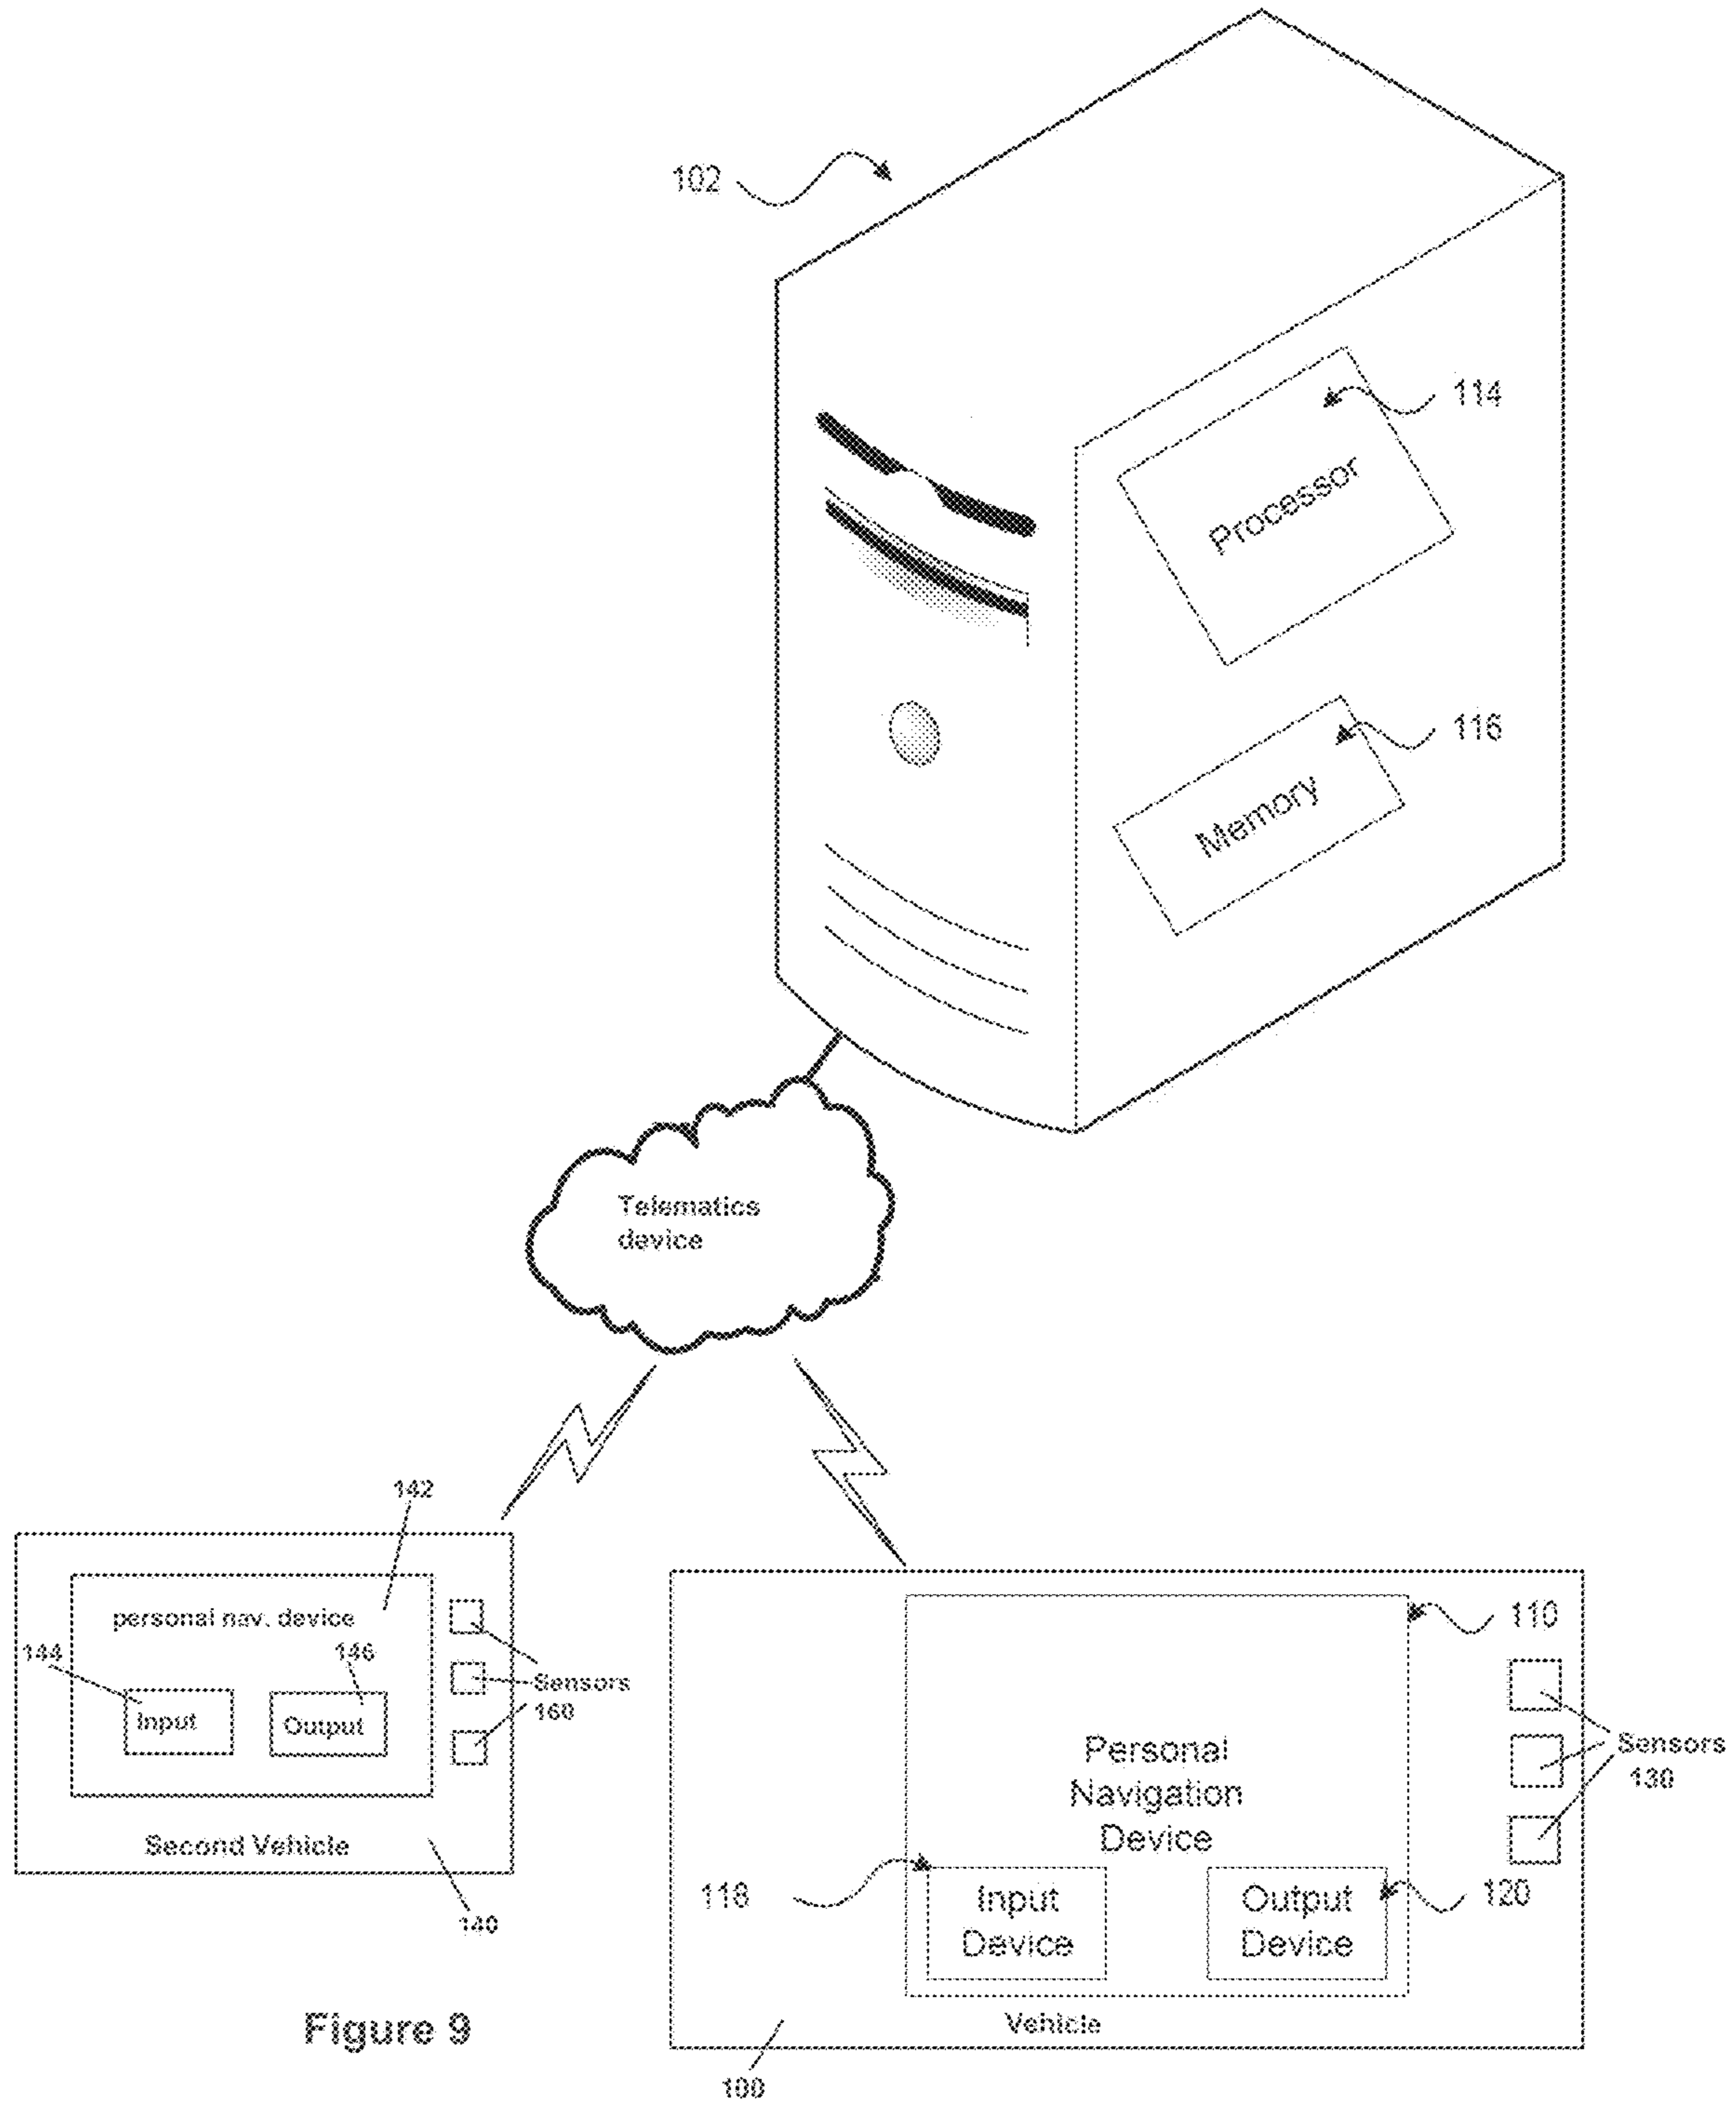 102
114
Processor
116
Memory
Telematics
device
142
personal nav. device
144
146
Input
Output
Sensors
160
Second Vehicle
140
110
Personal
Navigation
Device
Sensors
130
118
Input
Device
Output
Device
120
Vehicle
100
Figure 9